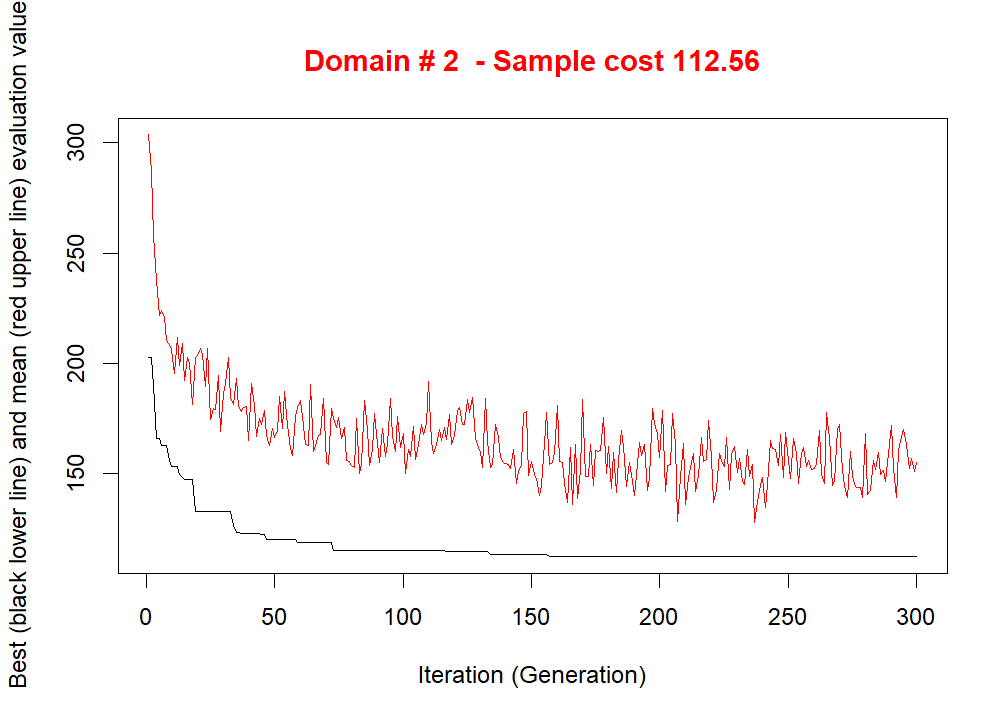 Domain # 2  - Sample cost 112.56
Best (black lower line) and mean (red upper line) evaluation value
300
250
200
150
0 50 100 150 200 250 300
Iteration (Generation)